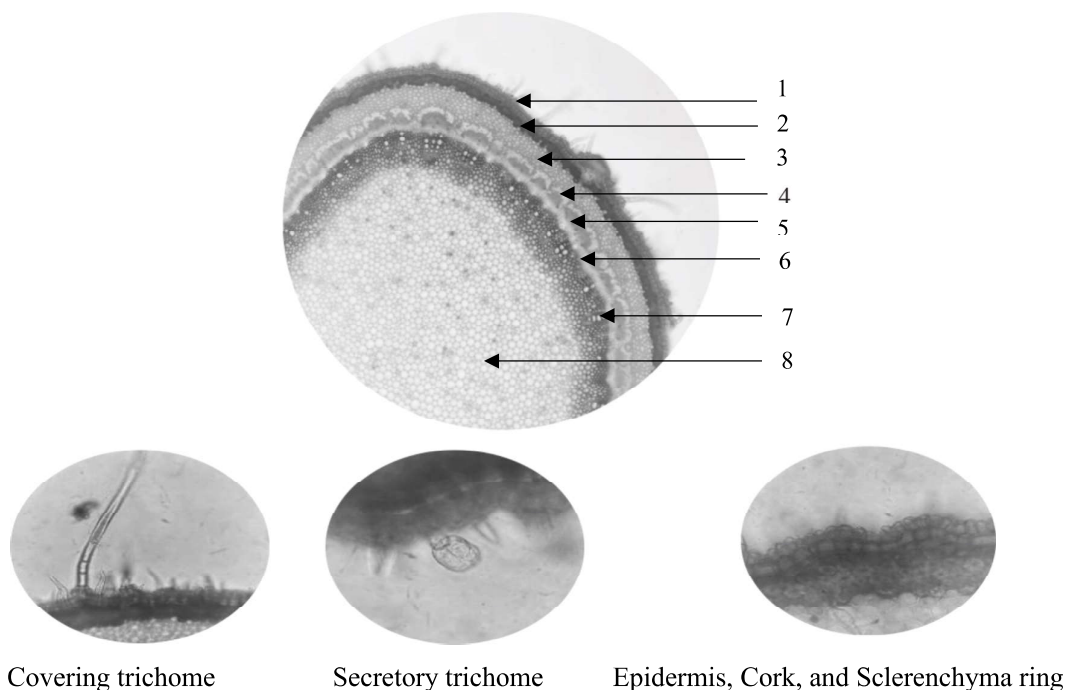 1
2
3
4
5
6
7
8
Covering trichome
Secretory trichome
Epidermis, Cork, and Sclerenchyma ring